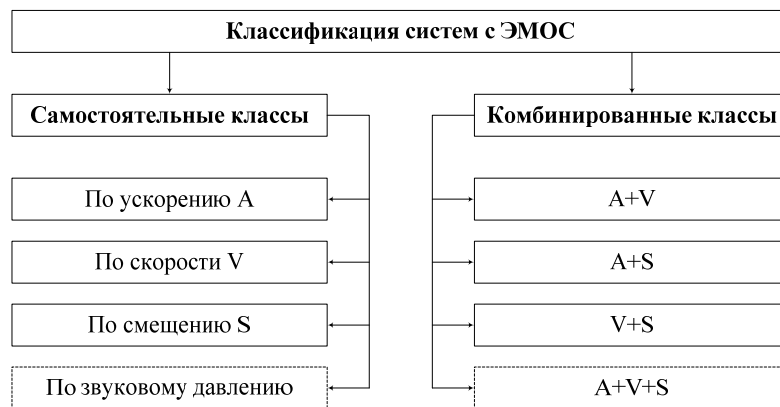 Классификация систем с ЭМОС
Самостоятельные классы
Комбинированные классы
По ускорению A
A+V
По скорости V
A+S
По смещению S
V+S
По звуковому давлению
A+V+S